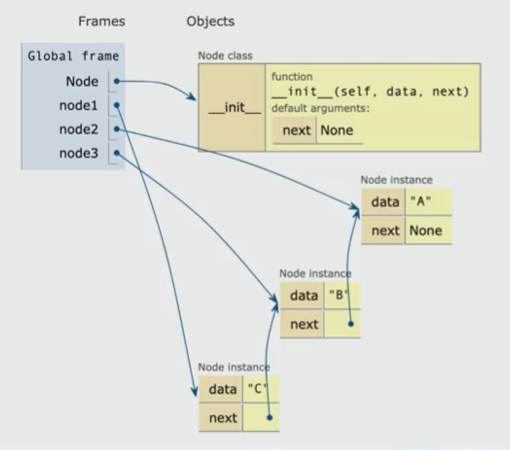 Frames Objects
Global frame
Node
node1
node2
node3
Node class
__init__
function
__init__(self, data, next)
default arguments:
next None
Node instance
data "A"
next None
Node instance
data "B"
next
Node instance
data "C"
next